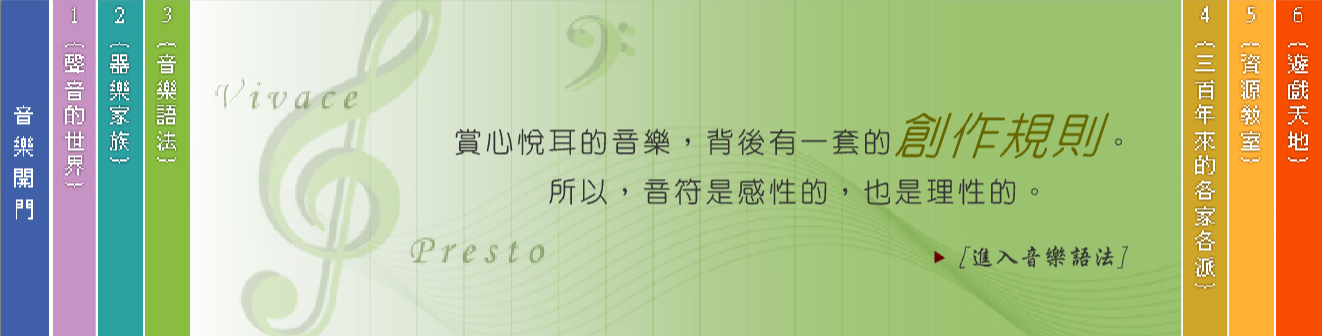 音樂開門
1 {聲音的世界}
2 {器樂家族}
3 {音樂語法}
Vivace
賞心悅耳的音樂，背後有一套的創作規則。
所以，音符是感性的，也是理性的。
Presto
[進入音樂語法]
4 {三百年來的各家各派}
5 {資源教室}
6 {遊戲天地}